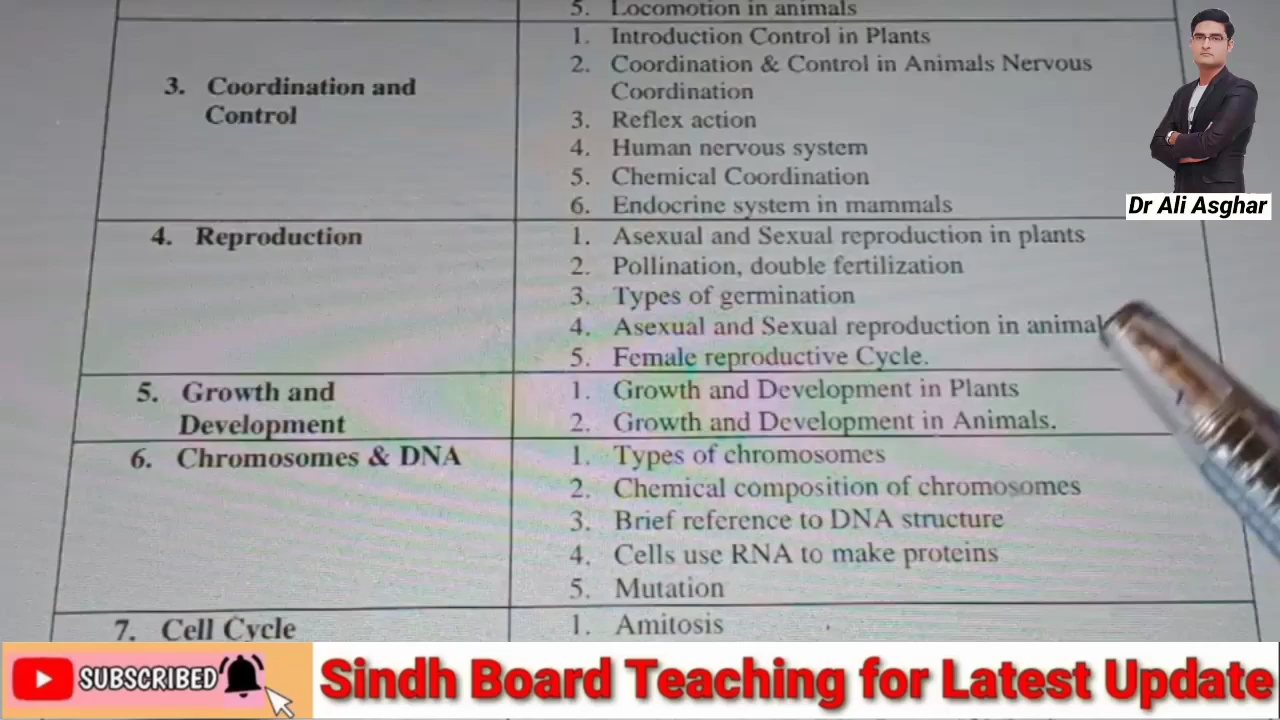 5. Locomotion in animals
3. Coordination and
Control
1. Introduction Control in Plants
2. Coordination & Control in Animals Nervous
Coordination
3. Reflex action
4. Human nervous system
5. Chemical Coordination
6. Endocrine system in mammals
4. Reproduction
1. Asexual and Sexual reproduction in plants
2. Pollination, double fertilization
3. Types of germination
4. Asexual and Sexual reproduction in animal
5. Female reproductive Cycle.
5. Growth and
Development
1. Growth and Development in Plants
2. Growth and Development in Animals.
6. Chromosomes & DNA
1. Types of chromosomes
2. Chemical composition of chromosomes
3. Brief reference to DNA structure
4. Cells use RNA to make proteins
5. Mutation
7. Cell Cycle
1. Amitosis
Dr Ali Asghar
SUBSCRIBED
Sindh Board Teaching for Latest Update